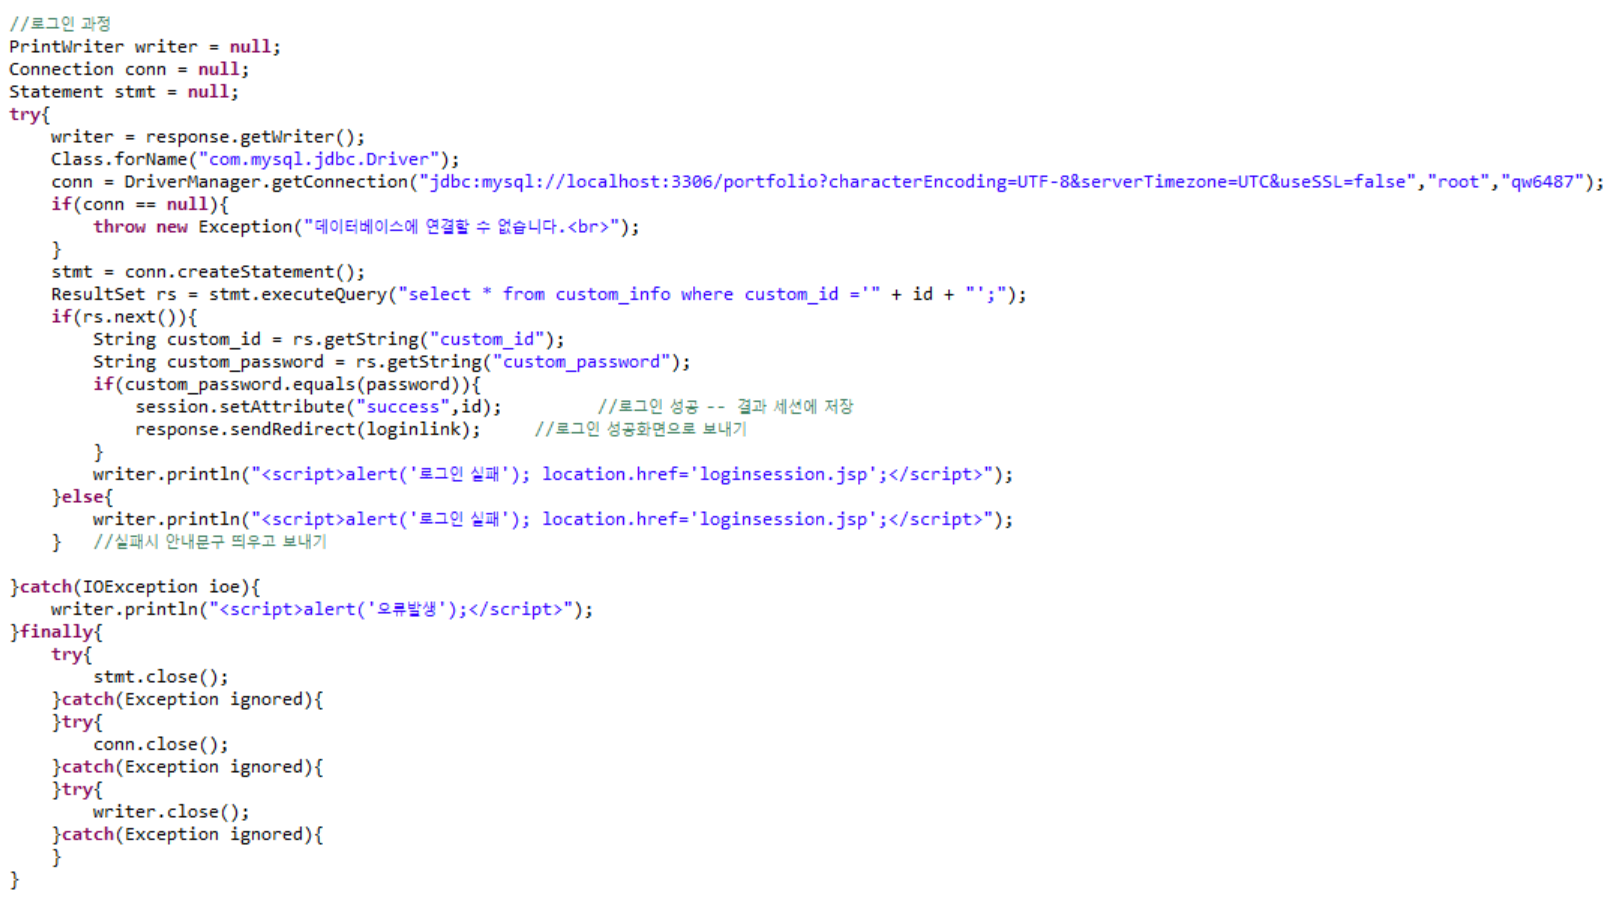 //로그인 과정
PrintWriter writer = null;
Connection conn = null;
Statement stmt = null;
try{
    writer = response.getWriter();
    Class.forName("com.mysql.jdbc.Driver");
    conn = DriverManager.getConnection("jdbc:mysql://localhost:3306/portfolio?characterEncoding=UTF-8&serverTimezone=UTC&useSSL=false","root","qw6487");
    if(conn == null){
        throw new Exception("데이터베이스에 연결할 수 없습니다.<br>");
    }
    stmt = conn.createStatement();
    ResultSet rs = stmt.executeQuery("select * from custom_info where custom_id ='" + id + "';");
    if(rs.next()){
        String custom_id = rs.getString("custom_id");
        String custom_password = rs.getString("custom_password");
        if(custom_password.equals(password)){
            session.setAttribute("success",id);         //로그인 성공 -- 결과 세션에 저장
            response.sendRedirect(loginlink);     //로그인 성공화면으로 보내기
        }
        writer.println("<script>alert('로그인 실패'); location.href='loginsession.jsp';</script>");
    }else{
        writer.println("<script>alert('로그인 실패'); location.href='loginsession.jsp';</script>");
    }   //실패시 안내문구 띄우고 보내기
}catch(IOException ioe){
    writer.println("<script>alert('오류발생');</script>");
}finally{
    try{
        stmt.close();
    }catch(Exception ignored){
    }try{
        conn.close();
    }catch(Exception ignored){
    }try{
        writer.close();
    }catch(Exception ignored){
    }
}